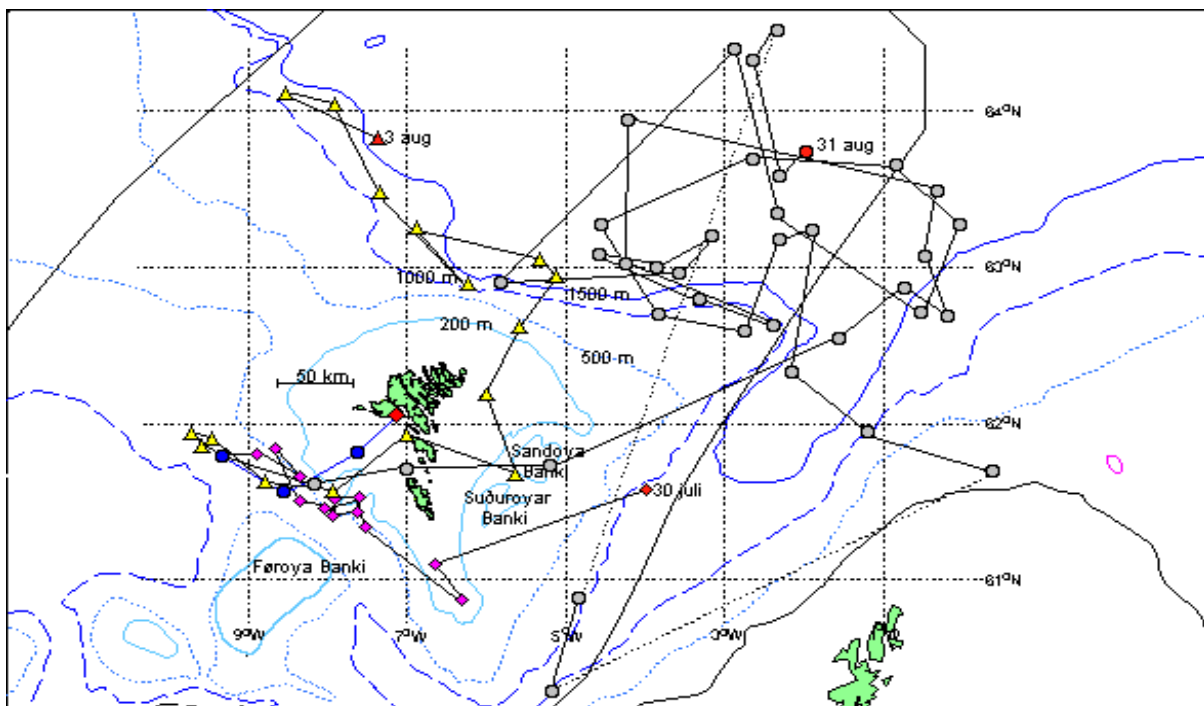 64°N
3 aug
31 aug
63°N
1000 m
1500 m
200 m
500 m
50 km
62°N
Sandoya
Banki
30 juli
Suðuroyar
Banki
Føroya Banki
61°N
9°W
7°W
5°W
3°W